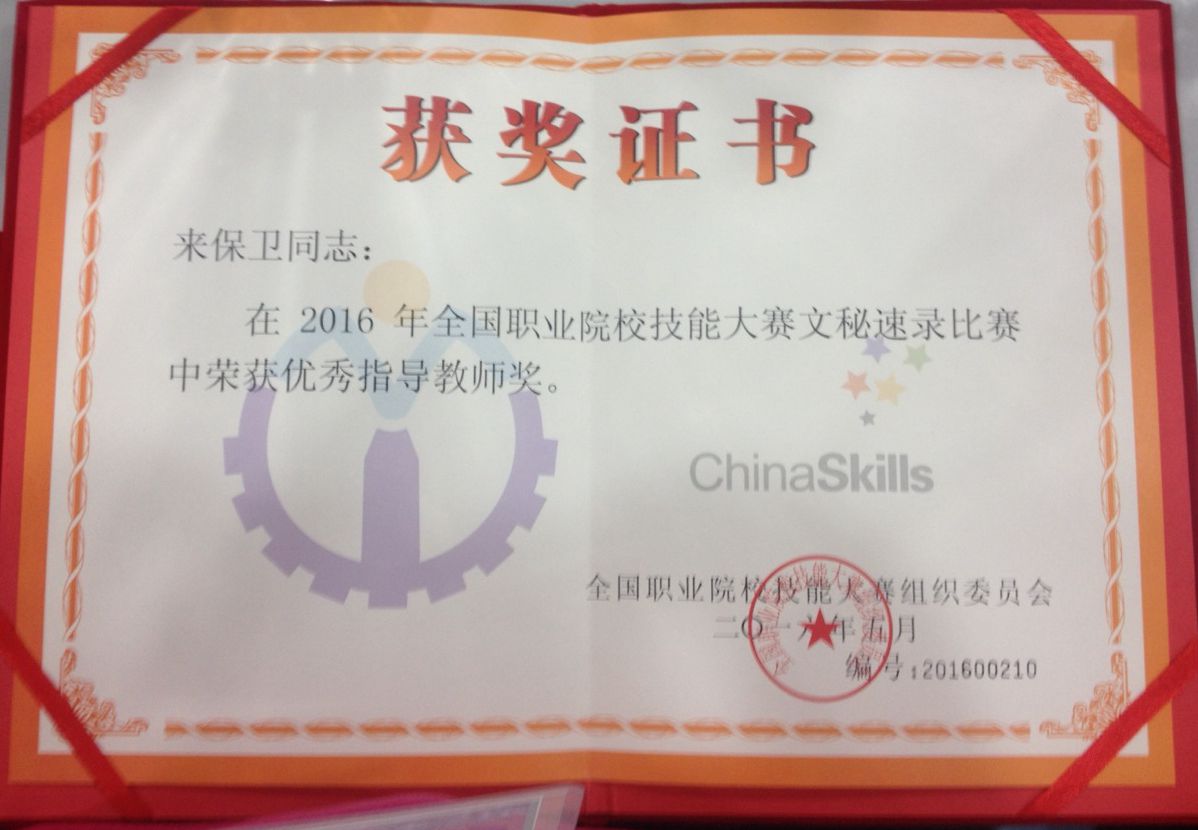 获奖证书
来保卫同志：
在 2016 年全国职业院校技能大赛文秘速录比赛
中荣获优秀指导教师奖。
ChinaSkills
全国职业院校技能大赛组织委员会
二〇一六年五月
编号:201600210